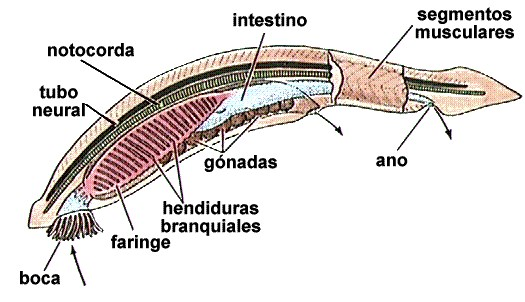 intestino
segmentos
musculares
notocorda
tubo
neural
gónadas
ano
hendiduras
branquiales
faringe
boca